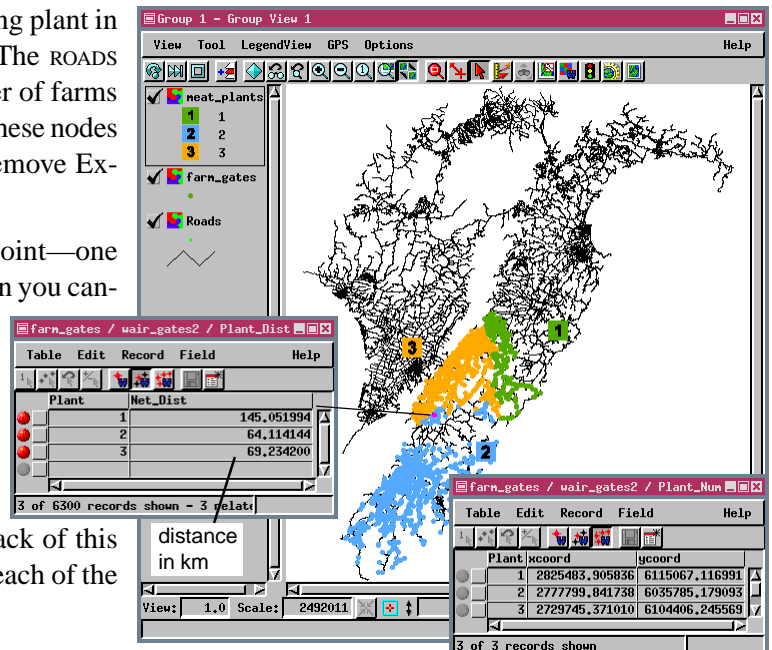 ng plant in
The ROADS
er of farms
hese nodes
emove Ex-
oint—one
n you can-
ack of this
each of the
Group 1 - Group View 1
View Tool LegendView GPS Options Help
meat_plants
1 1
2 2
3 3
farm_gates
Roads
1
3
2
View: 1.0 Scale: 2492011
farm_gates / wair_gates2 / Plant_Dist
Table Edit Record Field Help
Plant Net_Dist
1 145.051994
2 64.114144
3 69.234200
3 of 6300 records shown - 3 relate
distance
in km
farm_gates / wair_gates2 / Plant_Num
Table Edit Record Field Help
Plant xcoord ycoord
1 2825483.905836 6115067.116991
2 2777799.841738 6035785.179093
3 2729745.371010 6104406.245569
3 of 3 records shown